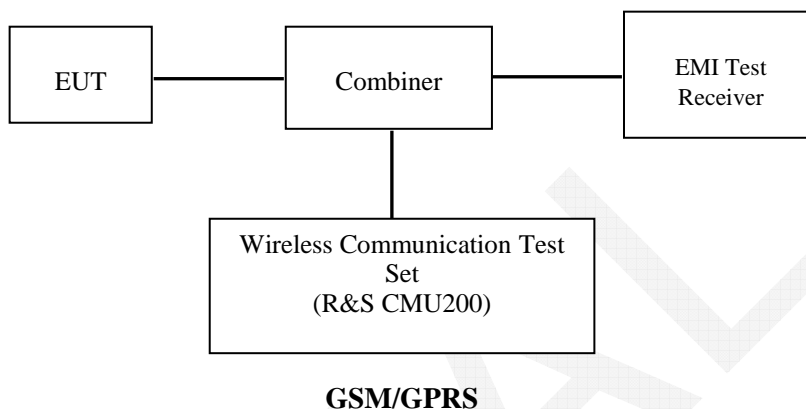 EUT
Combiner
EMI Test
Receiver
Wireless Communication Test
Set
(R&S CMU200)
GSM/GPRS